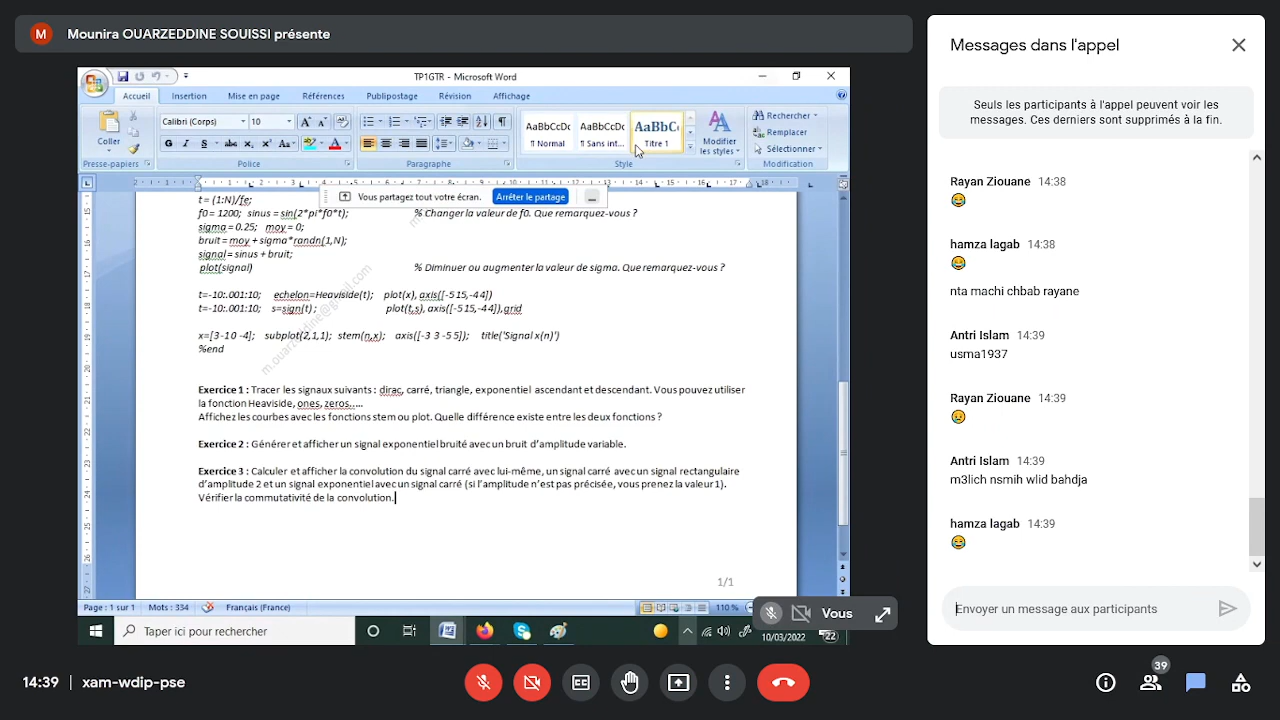 M Mounira OUARZEDDINE SOUISSI présente
TP1GTR - Microsoft Word
Accueil Insertion Mise en page Références Publipostage Révision Affichage
Calibri (Corps) 10
Coller
G I S abc X₂ X² Aa
AaBbCcDc AaBbCcDc AaBbC
¶ Normal ¶ Sans int... Titre 1
Modifier les styles
Rechercher
Remplacer
Sélectionner
Presse-papiers Police Paragraphe Style Modification
Vous partagez tout votre écran. Arrêter le partage
t = (1:N)/fe;
f0 = 1200; sinus = sin(2*pi*f0*t); % Changer la valeur de f0. Que remarquez-vous ?
sigma = 0.25; moy = 0;
bruit = moy + sigma*randn(1,N);
signal = sinus + bruit;
plot(signal) % Diminuer ou augmenter la valeur de sigma. Que remarquez-vous ?
t=-10:.001:10; echelon=Heaviside(t); plot(x), axis([-5 15,-4 4])
t=-10:.001:10; s=sign(t) ; plot(t,s), axis([-5 15,-4 4]),grid
x=[3 -1 0 -4]; subplot(2,1,1); stem(n,x); axis([-3 3 -5 5]); title('Signal x(n)')
%end
m.ouarzeddine@gmail.com
Exercice 1 : Tracer les signaux suivants : dirac, carré, triangle, exponentiel ascendant et descendant. Vous pouvez utiliser
la fonction Heaviside, ones, zeros,...
Affichez les courbes avec les fonctions stem ou plot. Quelle différence existe entre les deux fonctions ?
Exercice 2 : Générer et afficher un signal exponentiel bruité avec un bruit d'amplitude variable.
Exercice 3 : Calculer et afficher la convolution du signal carré avec lui-même, un signal carré avec un signal rectangulaire
d'amplitude 2 et un signal exponentiel avec un signal carré (si l'amplitude n'est pas précisée, vous prenez la valeur 1).
Vérifier la commutativité de la convolution.
1/1
Page : 1 sur 1 Mots : 334 Français (France) 110 %
Vous
Taper ici pour rechercher
10/03/2022 22
14:39 | xam-wdip-pse
39
Messages dans l'appel
Seuls les participants à l'appel peuvent voir les
messages. Ces derniers sont supprimés à la fin.
Rayan Ziouane 14:38
😂
hamza lagab 14:38
😂
nta machi chbab rayane
Antri Islam 14:39
usma1937
Rayan Ziouane 14:39
😢
Antri Islam 14:39
m3lich nsmih wlid bahdja
hamza lagab 14:39
😂
Envoyer un message aux participants